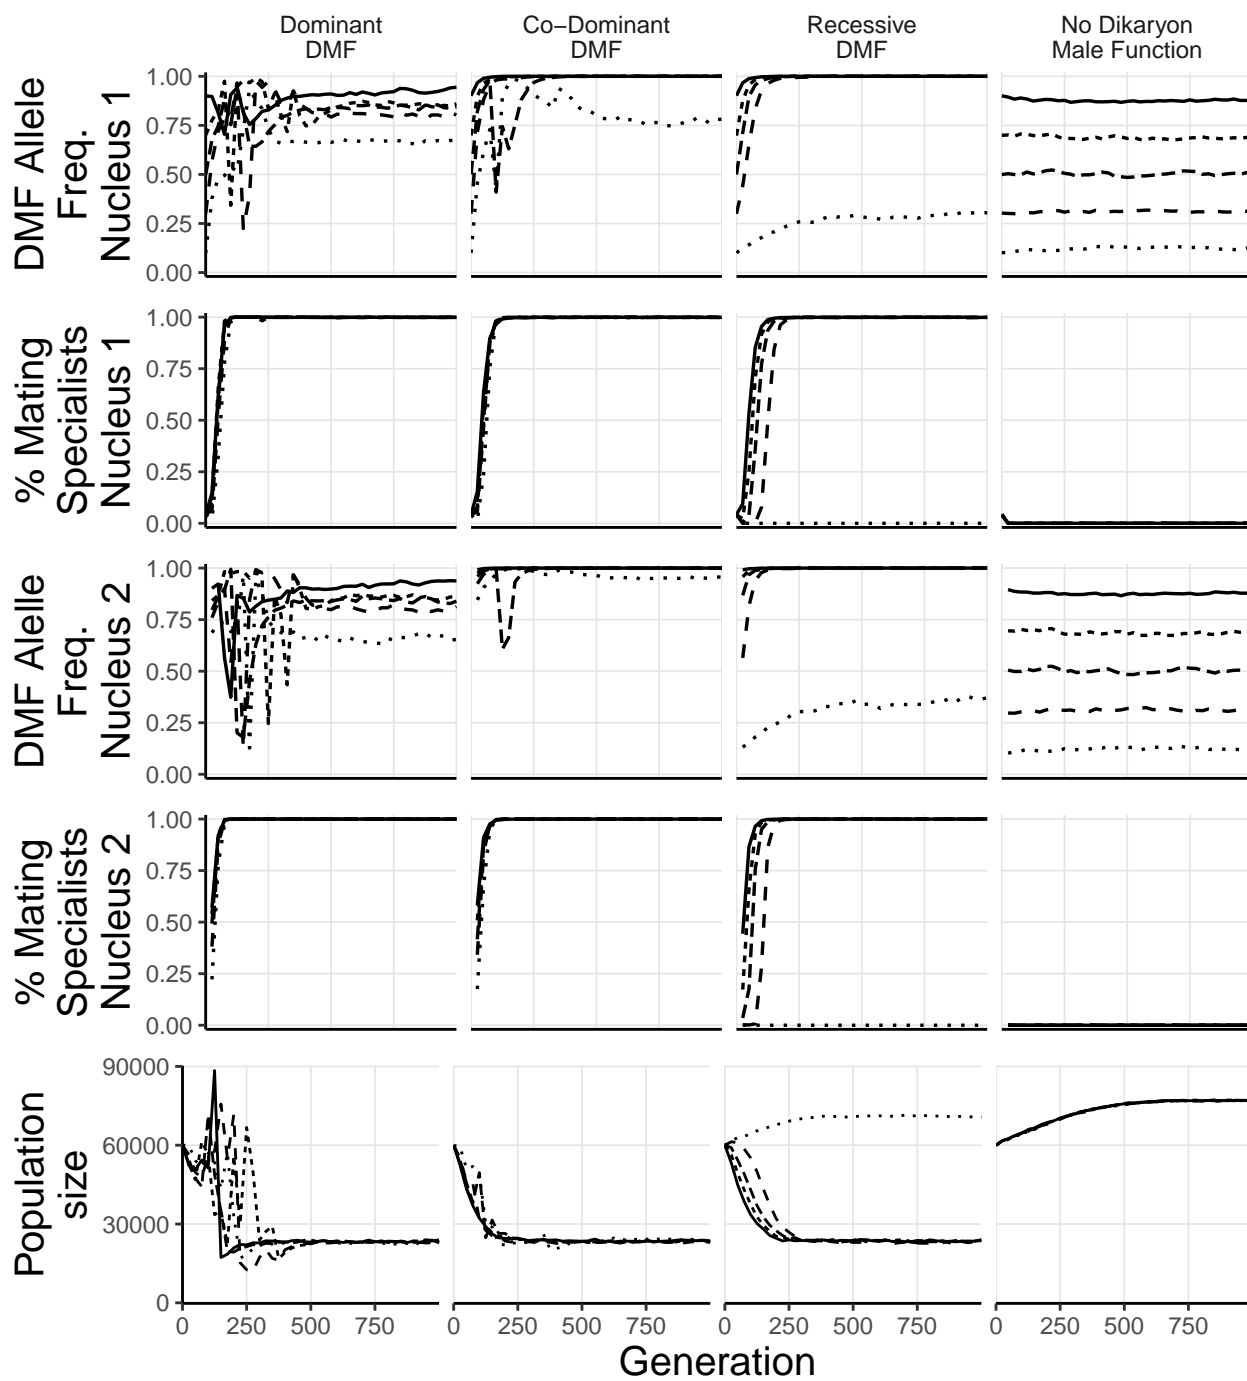 Dominant
DMF
Co−Dominant
DMF
Recessive
DMF
No Dikaryon
Male Function
DMF Allele
Freq.
Nucleus 1
1.00
0.75
0.50
0.25
0.00
% Mating
Specialists
Nucleus 1
1.00
0.75
0.50
0.25
0.00
DMF Alelle
Freq.
Nucleus 2
1.00
0.75
0.50
0.25
0.00
% Mating
Specialists
Nucleus 2
1.00
0.75
0.50
0.25
0.00
Population
size
90000
60000
30000
0
0 250 500 750 0 250 500 750 0 250 500 750 0 250 500 750
Generation